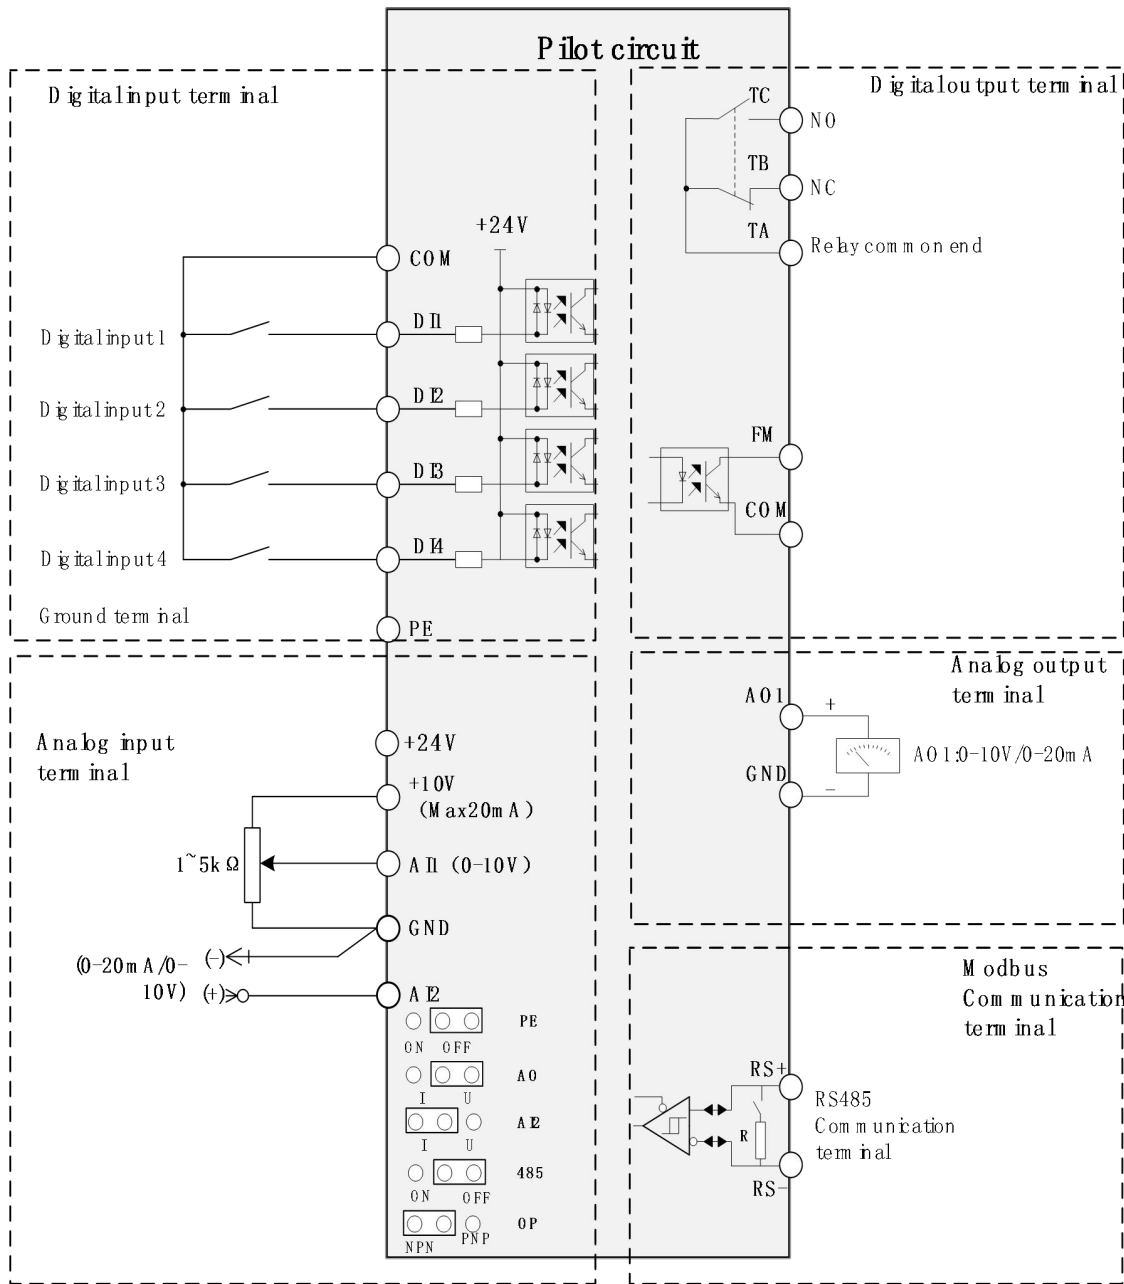 Pilot circuit
Digital input terminal
Digital output terminal
TC
NO
TB
NC
TA
Relay common end
+24V
COM
Digital input 1
DI1
Digital input 2
DI2
Digital input 3
DI3
Digital input 4
DI4
Ground terminal
PE
FM
COM
Analog output
terminal
AO1
+
AO1:0-10V/0-20mA
GND
-
Analog input
terminal
+24V
+10V
(Max20mA)
1~5kΩ
AI1 (0-10V)
GND
(0-20mA/0-
10V)
(-)
(+)
AI2
PE
ON OFF
AO
I U
AI2
I U
485
ON OFF
OP
NPN PNP
Modbus
Communication
terminal
RS+
RS485
Communication
terminal
R
RS-